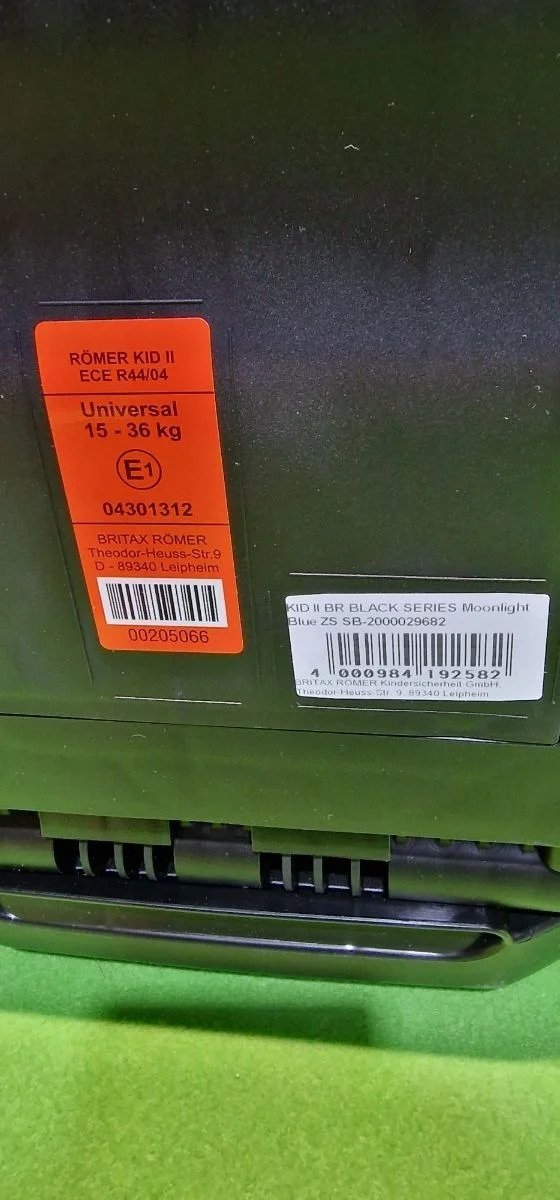 RÖMER KID II
ECE R44/04
Universal
15 - 36 kg
E1
04301312
BRITAX RÖMER
Theodor-Heuss-Str.9
D - 89340 Leipheim
00205066
KID II BR BLACK SERIES Moonlight
Blue ZS SB-2000029682
4 000984 192582
BRITAX RÖMER Kindersicherheit GmbH,
Theodor-Heuss-Str. 9, 89340 Leipheim